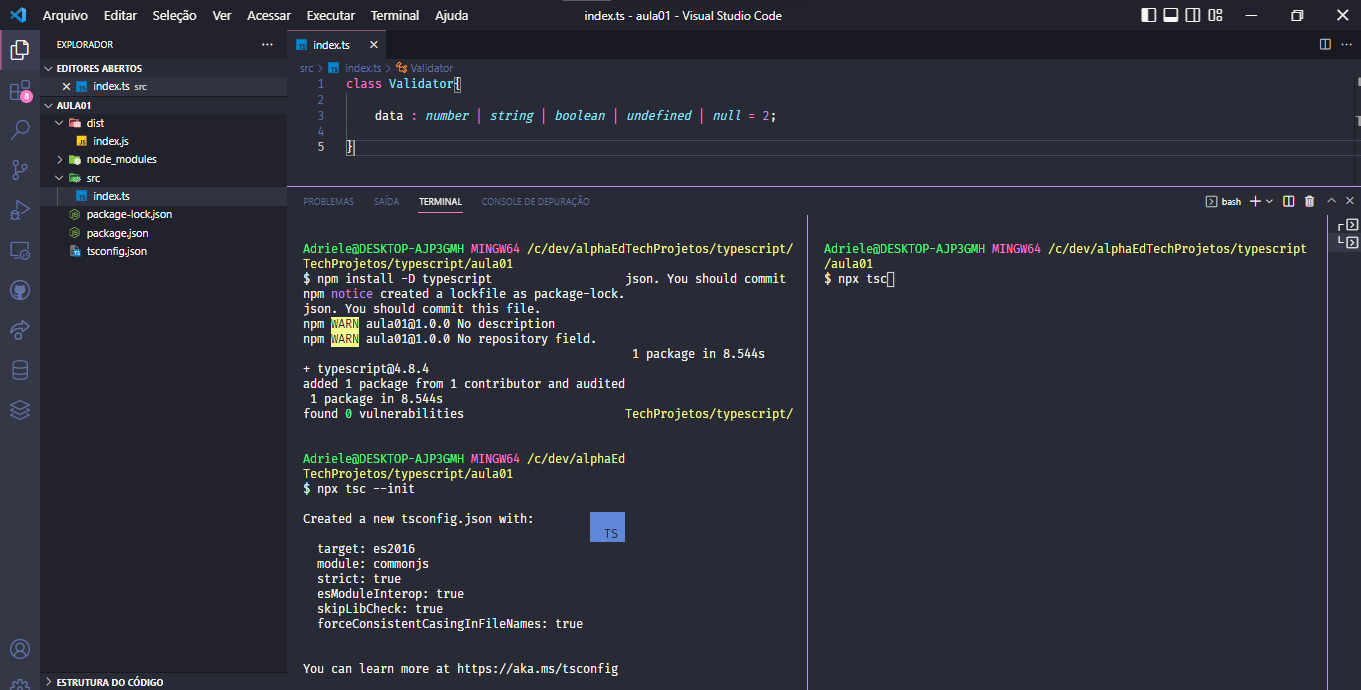 Arquivo Editar Seleção Ver Acessar Executar Terminal Ajuda
index.ts - aula01 - Visual Studio Code
EXPLORADOR
EDITORES ABERTOS
index.ts src
AULA01
dist
JS index.js
node_modules
src
TS index.ts
package-lock.json
package.json
TS tsconfig.json
ESTRUTURA DO CÓDIGO
8
TS index.ts
src > TS index.ts > Validator
1 class Validator{
2
3 data : number | string | boolean | undefined | null = 2;
4
5 }
PROBLEMAS SAÍDA TERMINAL CONSOLE DE DEPURAÇÃO
bash
Adriele@DESKTOP-AJP3GMH MINGW64 /c/dev/alphaEdTechProjetos/typescript/
TechProjetos/typescript/aula01
$ npm install -D typescript json. You should commit
npm notice created a lockfile as package-lock.
json. You should commit this file.
npm WARN aula01@1.0.0 No description
npm WARN aula01@1.0.0 No repository field.
1 package in 8.544s
+ typescript@4.8.4
added 1 package from 1 contributor and audited
1 package in 8.544s
found 0 vulnerabilities TechProjetos/typescript/
Adriele@DESKTOP-AJP3GMH MINGW64 /c/dev/alphaEd
TechProjetos/typescript/aula01
$ npx tsc --init
Created a new tsconfig.json with:
TS
target: es2016
module: commonjs
strict: true
esModuleInterop: true
skipLibCheck: true
forceConsistentCasingInFileNames: true
You can learn more at https://aka.ms/tsconfig
Adriele@DESKTOP-AJP3GMH MINGW64 /c/dev/alphaEdTechProjetos/typescript
/aula01
$ npx tsc